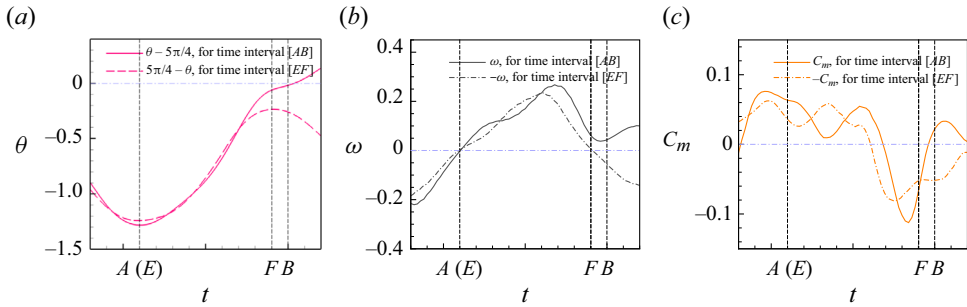 (a)
θ – 5π/4, for time interval [AB]
5π/4 – θ, for time interval [EF]
0
−0.5
−1.0
−1.5
θ
A (E)
F B
t
(b)
0.4
ω, for time interval [AB]
−ω, for time interval [EF]
0.2
0
−0.2
−0.4
ω
A (E)
F B
t
(c)
C_m, for time interval [AB]
−C_m, for time interval [EF]
0.1
0
−0.1
C_m
A (E)
F B
t